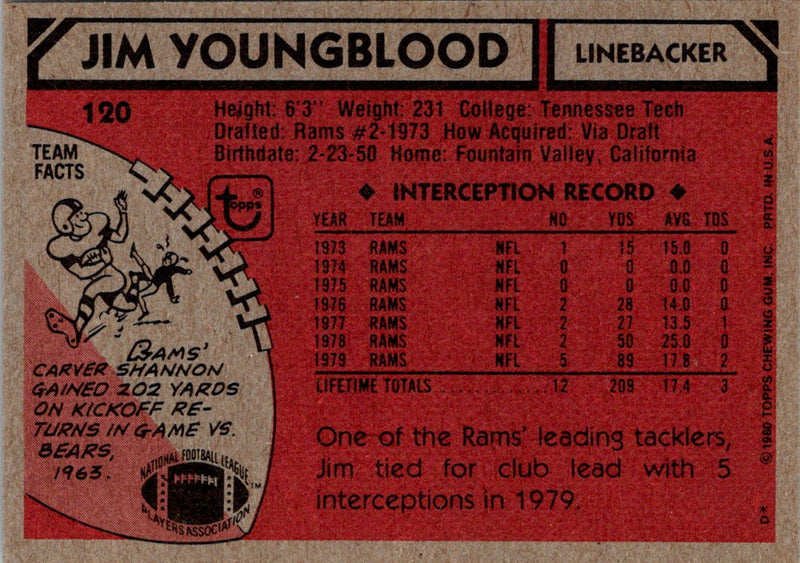 JIM YOUNGBLOOD
LINEBACKER
120
Height: 6'3" Weight: 231 College: Tennessee Tech
Drafted: Rams #2-1973 How Acquired: Via Draft
Birthdate: 2-23-50 Home: Fountain Valley, California
TEAM
FACTS
topps®
◆ INTERCEPTION RECORD ◆
YEAR TEAM NO YDS AVG TDS
1973 RAMS NFL 1 15 15.0 0
1974 RAMS NFL 0 0 0.0 0
1975 RAMS NFL 0 0 0.0 0
1976 RAMS NFL 2 28 14.0 0
1977 RAMS NFL 2 27 13.5 1
1978 RAMS NFL 2 50 25.0 0
1979 RAMS NFL 5 89 17.8 2
LIFETIME TOTALS 12 209 17.4 3
RAMS'
CARVER SHANNON
GAINED 202 YARDS
ON KICKOFF RE-
TURNS IN GAME VS.
BEARS,
1963.
NATIONAL FOOTBALL LEAGUE
PLAYERS ASSOCIATION™
One of the Rams' leading tacklers,
Jim tied for club lead with 5
interceptions in 1979.
D* © 1980 TOPPS CHEWING GUM, INC. PRTD. IN U.S.A.